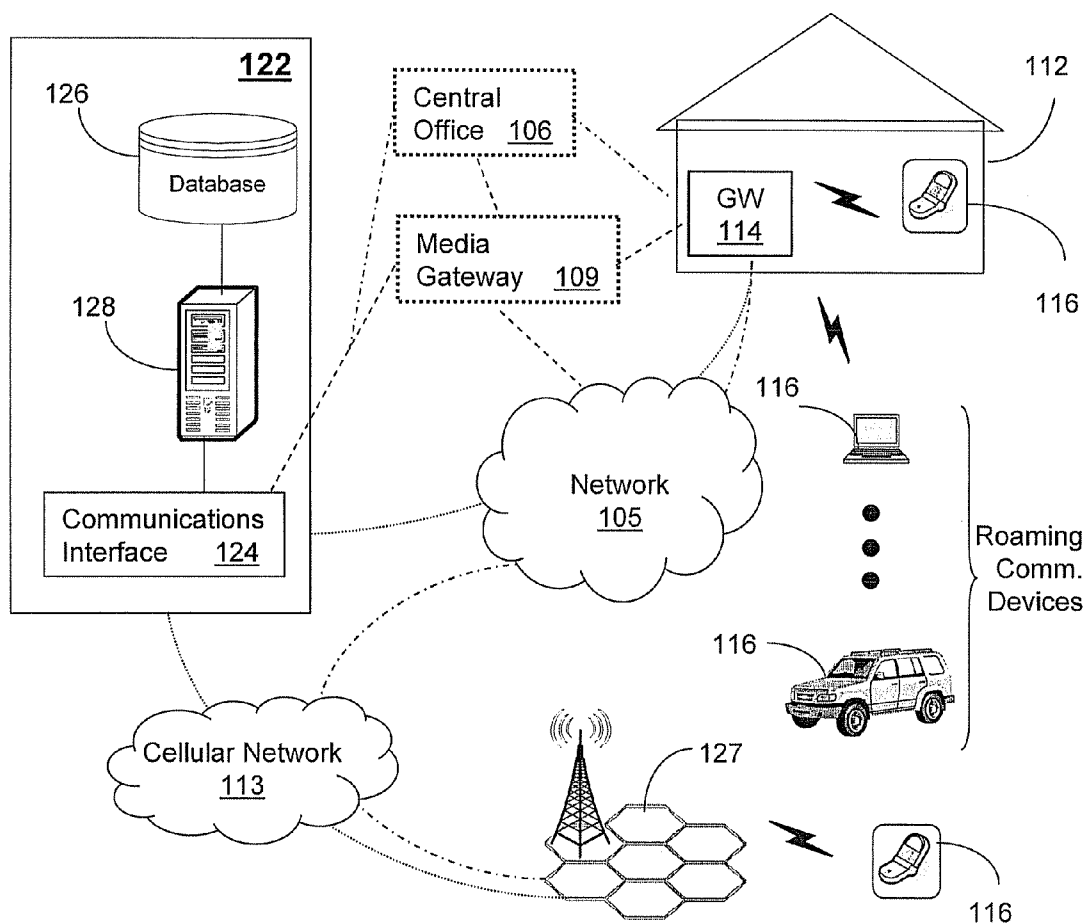 122
126
Database
128
Communications
Interface 124
Central
Office 106
Media
Gateway 109
112
GW
114
116
116
Network
105
Roaming
Comm.
Devices
116
Cellular Network
113
127
116